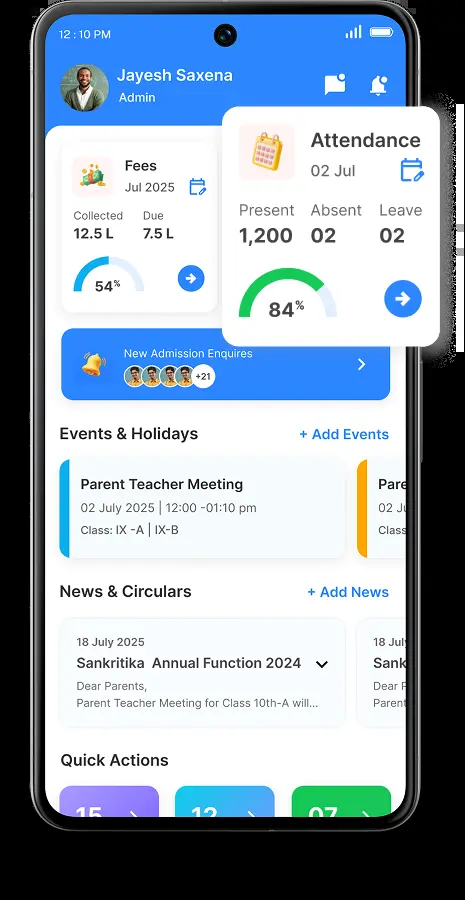 12 : 10 PM
Jayesh Saxena
Admin
Fees
Jul 2025
Collected Due
12.5 L 7.5 L
54%
Attendance
02 Jul
Present Absent Leave
1,200 02 02
84%
New Admission Enquires
+21
Events & Holidays + Add Events
Parent Teacher Meeting
02 July 2025 | 12:00 -01:10 pm
Class: IX -A | IX-B
Pare
02 Ju
Class
News & Circulars + Add News
18 July 2025
Sankritika Annual Function 2024
Dear Parents,
Parent Teacher Meeting for Class 10th-A will...
18 July
Sank
Dear P
Parent
Quick Actions
15 12 07